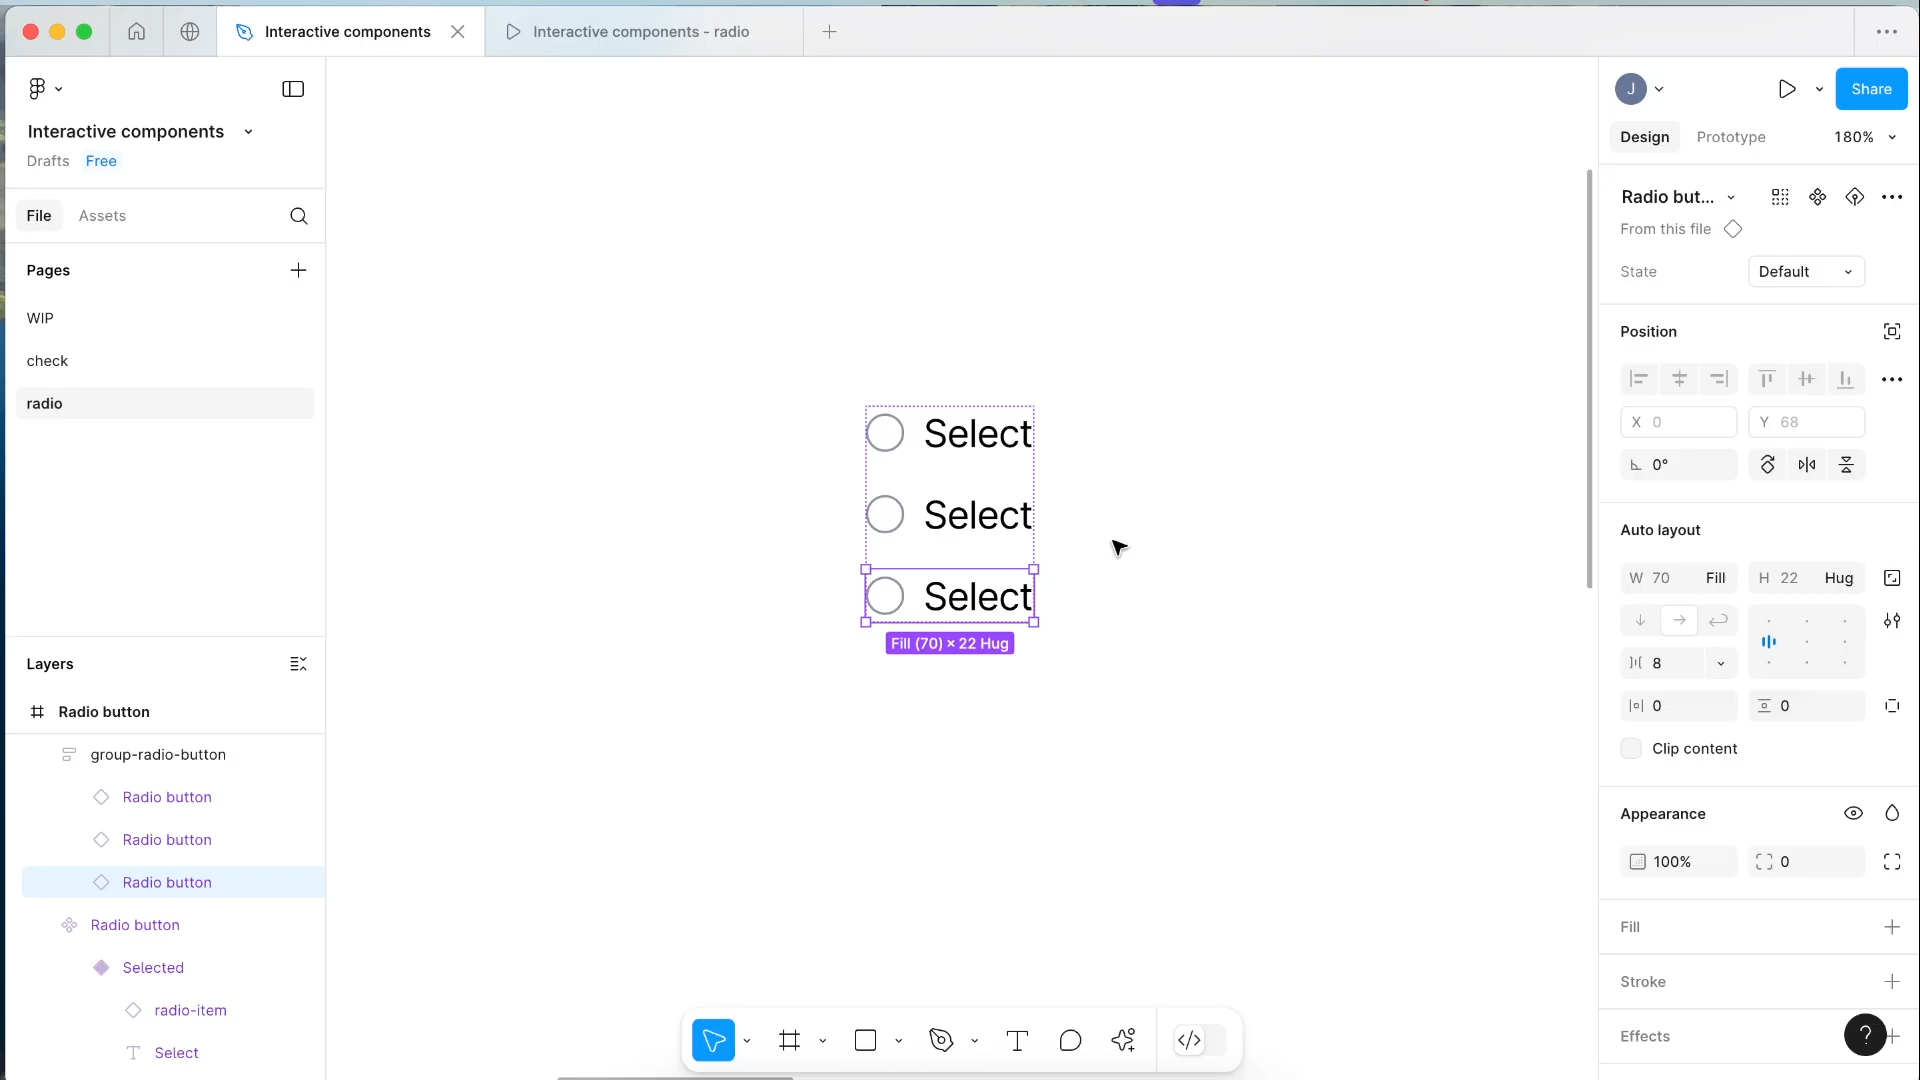 Interactive components
Interactive components - radio
Interactive components
Drafts Free
File Assets
Pages
WIP
check
radio
Layers
Radio button
group-radio-button
Radio button
Radio button
Radio button
Radio button
Selected
radio-item
Select
Select
Select
Select
Fill (70) × 22 Hug
J
Share
Design Prototype 180%
Radio but...
From this file
State Default
Position
X 0 Y 68
0°
Auto layout
W 70 Fill H 22 Hug
8
0 0
Clip content
Appearance
100% 0
Fill
Stroke
Effects
?